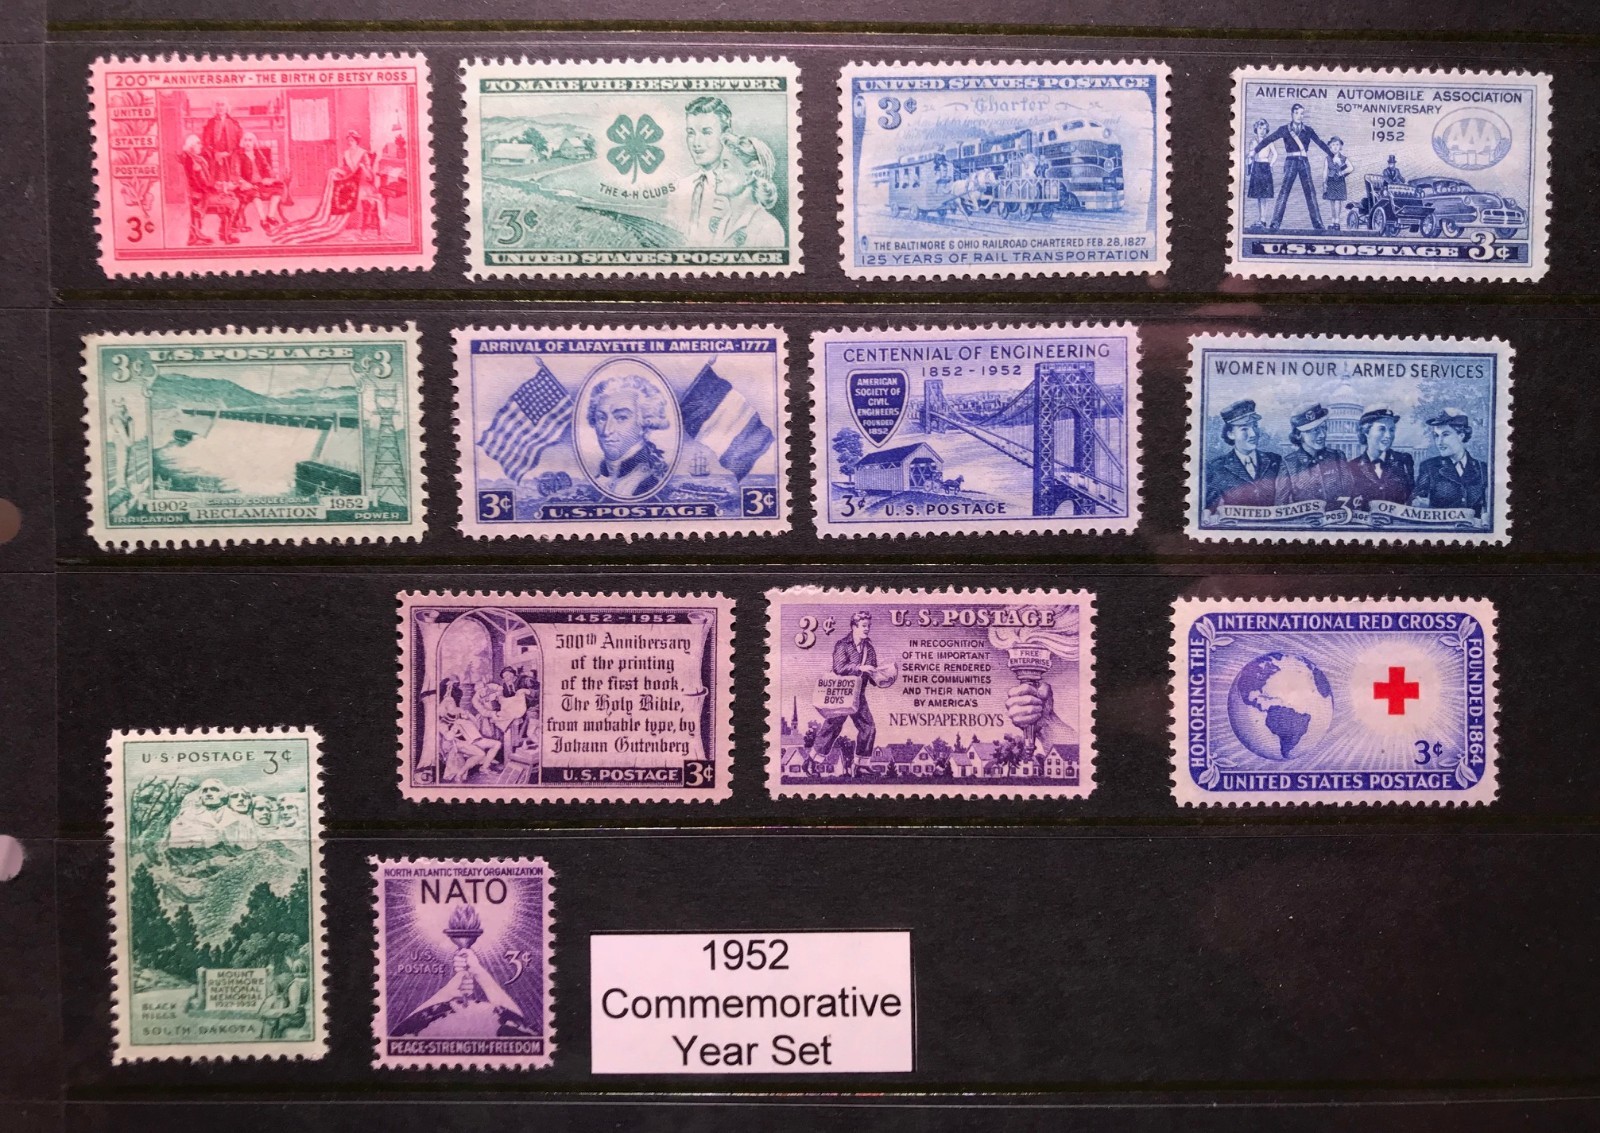 200TH ANNIVERSARY - THE BIRTH OF BETSY ROSS
UNITED
STATES
POSTAGE
3¢
TO MAKE THE BEST BETTER
H H
H H
THE 4-H CLUBS
3¢
UNITED STATES POSTAGE
UNITED STATES POSTAGE
3¢
Charter
THE BALTIMORE & OHIO RAILROAD CHARTERED FEB. 28, 1827
125 YEARS OF RAIL TRANSPORTATION
AMERICAN AUTOMOBILE ASSOCIATION
50TH ANNIVERSARY
1902
1952
AAA
U.S. POSTAGE 3¢
3¢ U.S. POSTAGE ¢3
GRAND COULEE DAM
1902 RECLAMATION 1952
IRRIGATION POWER
ARRIVAL OF LAFAYETTE IN AMERICA-1777
3¢ U.S. POSTAGE 3¢
CENTENNIAL OF ENGINEERING
1852 - 1952
AMERICAN
SOCIETY OF
CIVIL
ENGINEERS
FOUNDED
1852
3¢ U.S. POSTAGE
WOMEN IN OUR ARMED SERVICES
UNITED STATES 3¢ OF AMERICA
POSTAGE
1452-1952
500th Anniversary
of the printing
of the first book,
The Holy Bible,
from movable type, by
Johann Gutenberg
U.S. POSTAGE 3¢
3¢ U.S. POSTAGE
IN RECOGNITION
OF THE IMPORTANT
SERVICE RENDERED
THEIR COMMUNITIES
AND THEIR NATION
BY AMERICA'S
NEWSPAPERBOYS
FREE
ENTERPRISE
BUSY BOYS
...BETTER
BOYS
HONORING THE
INTERNATIONAL RED CROSS
FOUNDED-1864
3¢
UNITED STATES POSTAGE
U·S·POSTAGE 3¢
MOUNT
RUSHMORE
NATIONAL
MEMORIAL
1927-1952
BLACK
HILLS
SOUTH DAKOTA
NORTH ATLANTIC TREATY ORGANIZATION
NATO
U.S.
POSTAGE
3¢
PEACE·STRENGTH·FREEDOM
1952
Commemorative
Year Set